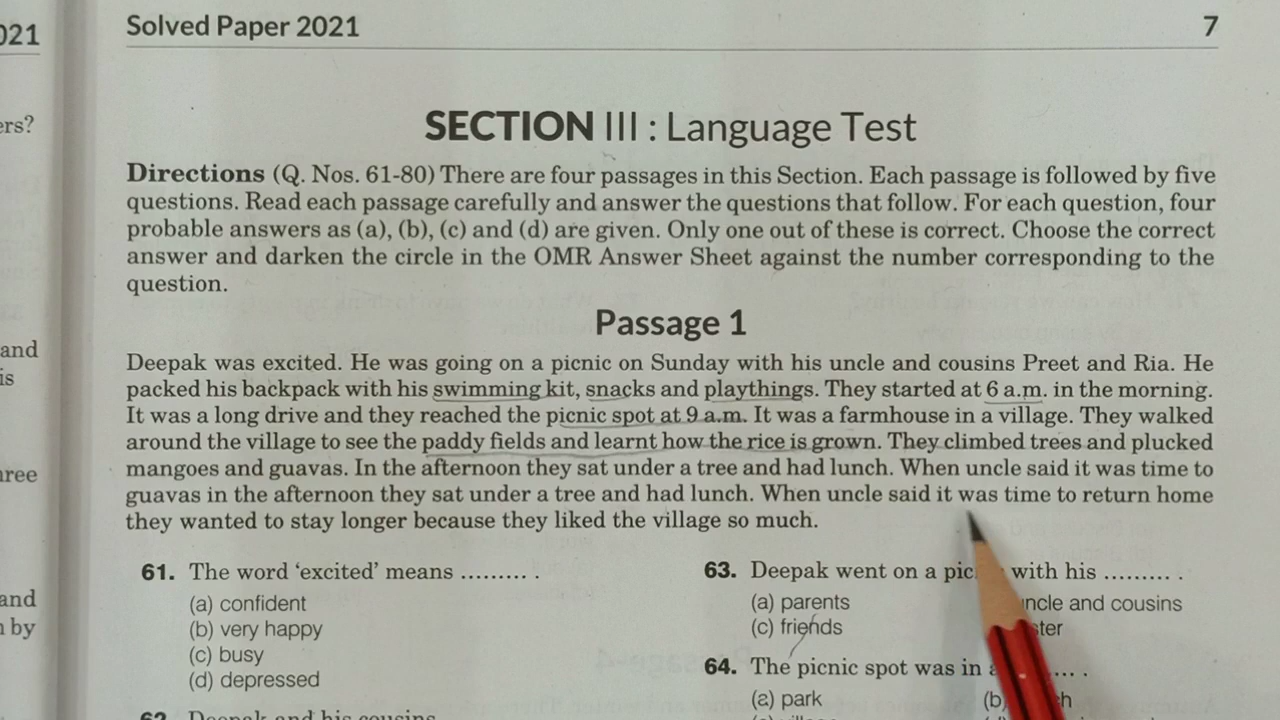 021
Solved Paper 2021
7
ers?
and
is
and
by
SECTION III : Language Test
Directions (Q. Nos. 61-80) There are four passages in this Section. Each passage is followed by five
questions. Read each passage carefully and answer the questions that follow. For each question, four
probable answers as (a), (b), (c) and (d) are given. Only one out of these is correct. Choose the correct
answer and darken the circle in the OMR Answer Sheet against the number corresponding to the
question.
Passage 1
Deepak was excited. He was going on a picnic on Sunday with his uncle and cousins Preet and Ria. He
packed his backpack with his swimming kit, snacks and playthings. They started at 6 a.m. in the morning.
It was a long drive and they reached the picnic spot at 9 a.m. It was a farmhouse in a village. They walked
around the village to see the paddy fields and learnt how the rice is grown. They climbed trees and plucked
mangoes and guavas. In the afternoon they sat under a tree and had lunch. When uncle said it was time to
guavas in the afternoon they sat under a tree and had lunch. When uncle said it was time to return home
they wanted to stay longer because they liked the village so much.
61. The word ‘excited’ means ......... .
(a) confident
(b) very happy
(c) busy
(d) depressed
62. Deepak and his cousins
63. Deepak went on a pic with his ......... .
(a) parents
uncle and cousins
(c) friends
64. The picnic spot was in a .... .
(a) park
(b)